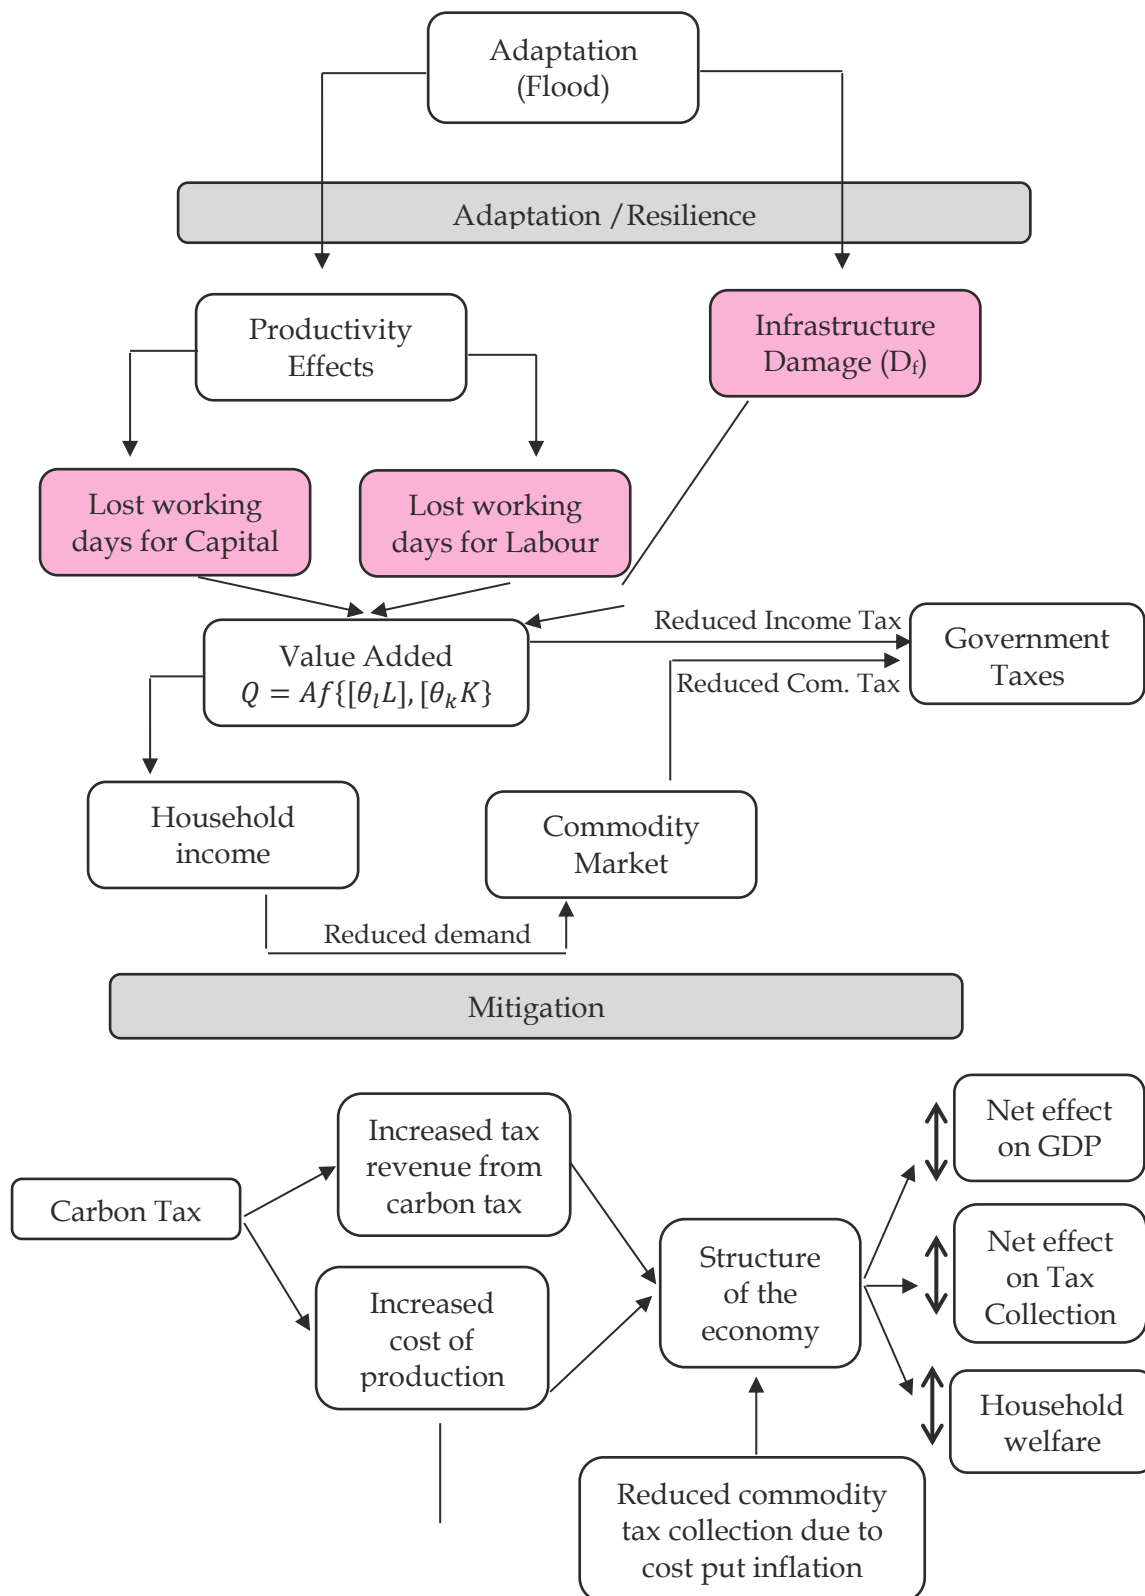 Adaptation
(Flood)
Adaptation /Resilience
Productivity
Effects
Infrastructure
Damage (Df)
Lost working
days for Capital
Lost working
days for Labour
Value Added
Q = Af{[θlL], [θkK}
Reduced Income Tax
Reduced Com. Tax
Government
Taxes
Household
income
Commodity
Market
Reduced demand
Mitigation
Carbon Tax
Increased tax
revenue from
carbon tax
Increased
cost of
production
Structure
of the
economy
Net effect
on GDP
Net effect
on Tax
Collection
Household
welfare
Reduced commodity
tax collection due to
cost put inflation